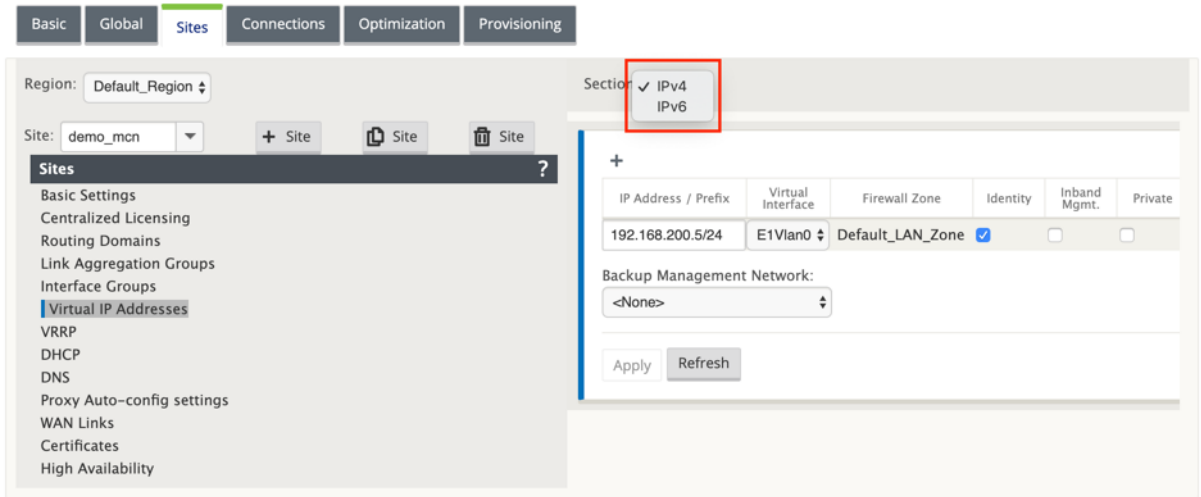 Basic Global Sites Connections Optimization Provisioning
Region: Default_Region
Section
✓ IPv4
IPv6
Site: demo_mcn + Site Site Site
Sites ?
Basic Settings
Centralized Licensing
Routing Domains
Link Aggregation Groups
Interface Groups
Virtual IP Addresses
VRRP
DHCP
DNS
Proxy Auto-config settings
WAN Links
Certificates
High Availability
+
IP Address / Prefix Virtual Interface Firewall Zone Identity Inband Mgmt. Private
192.168.200.5/24 E1Vlan0 Default_LAN_Zone
Backup Management Network:
<None>
Apply Refresh